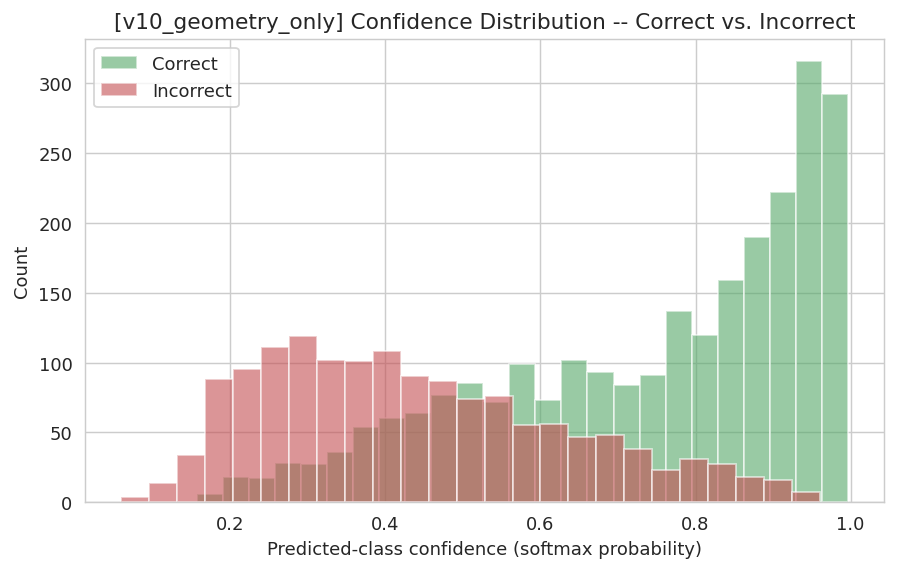 [v10_geometry_only] Confidence Distribution -- Correct vs. Incorrect
Correct
Incorrect
300
250
200
150
100
50
0
Count
0.2 0.4 0.6 0.8 1.0
Predicted-class confidence (softmax probability)